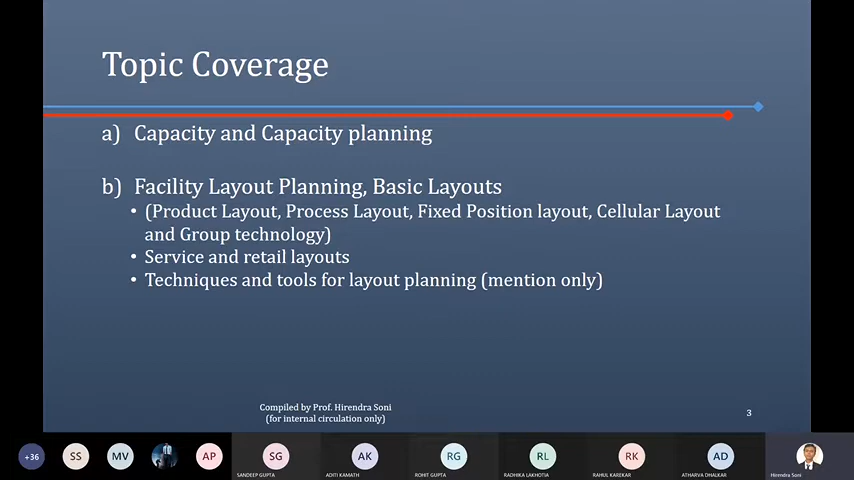 Topic Coverage
a) Capacity and Capacity planning
b) Facility Layout Planning, Basic Layouts
• (Product Layout, Process Layout, Fixed Position layout, Cellular Layout
and Group technology)
• Service and retail layouts
• Techniques and tools for layout planning (mention only)
Compiled by Prof. Hirendra Soni
(for internal circulation only)
3
+36
SS
MV
AP
SG
AK
RG
RL
RK
AD
SANDEEP GUPTA
ADITI KAMATH
ROHIT GUPTA
RADHIKA LAKHOTIA
RAHUL KAREKAR
ATHARVA DHALKAR
Hirendra Soni